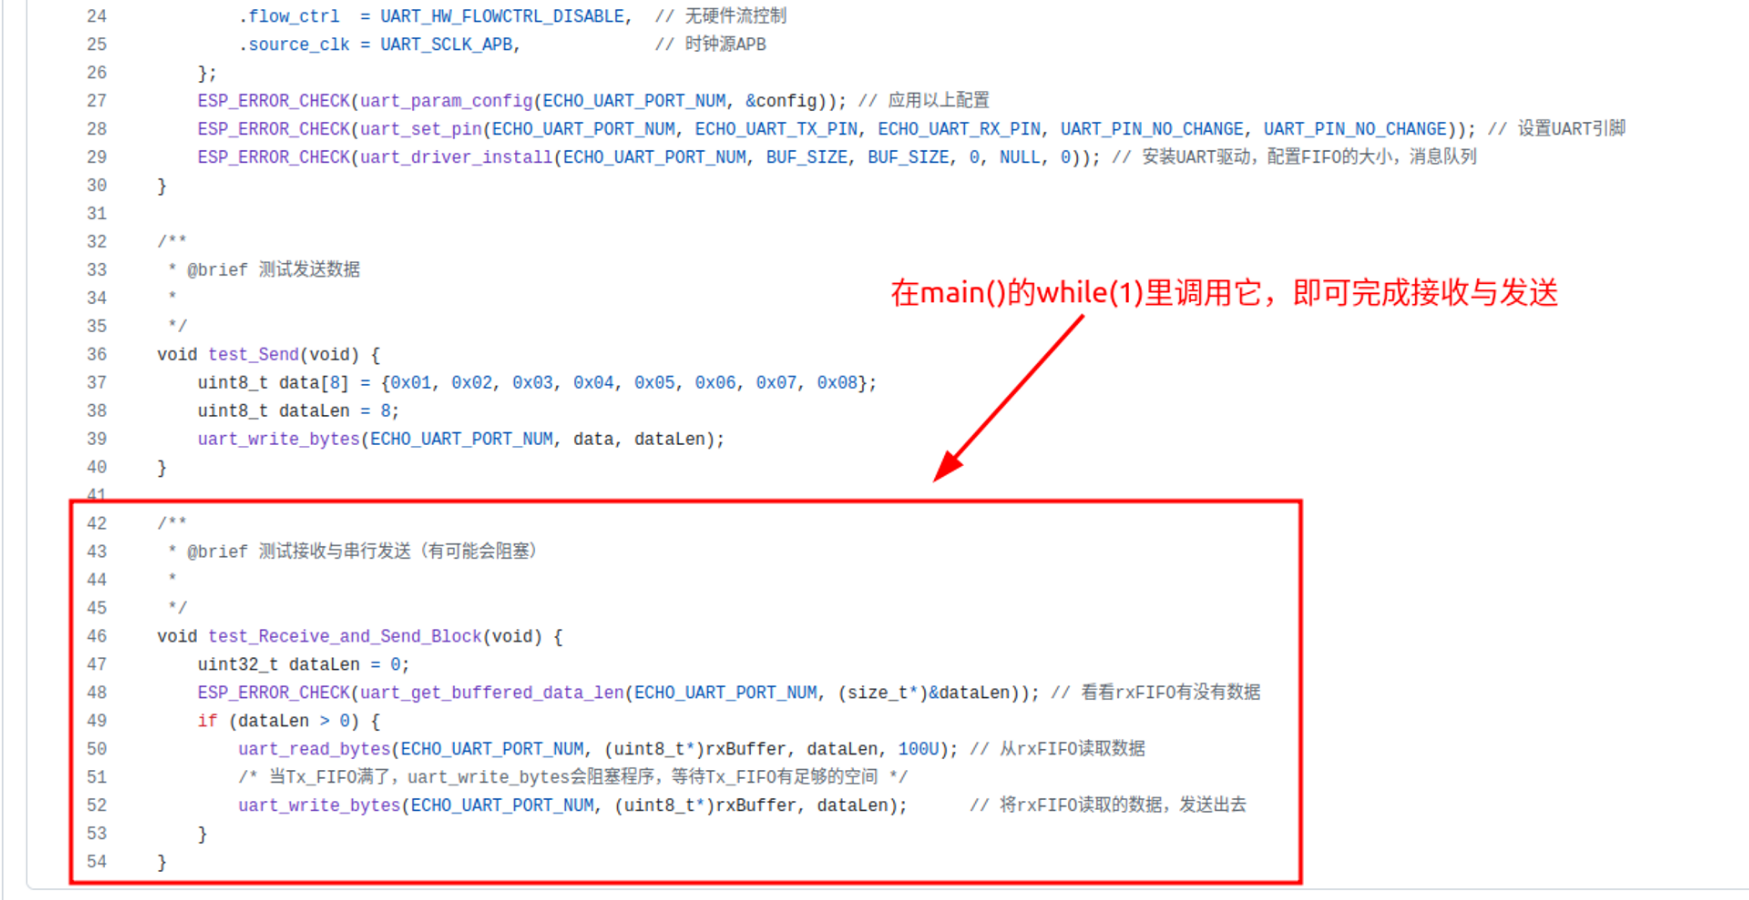 24 .flow_ctrl = UART_HW_FLOWCTRL_DISABLE, // 无硬件流控制
25 .source_clk = UART_SCLK_APB, // 时钟源APB
26 };
27 ESP_ERROR_CHECK(uart_param_config(ECHO_UART_PORT_NUM, &config)); // 应用以上配置
28 ESP_ERROR_CHECK(uart_set_pin(ECHO_UART_PORT_NUM, ECHO_UART_TX_PIN, ECHO_UART_RX_PIN, UART_PIN_NO_CHANGE, UART_PIN_NO_CHANGE)); // 设置UART引脚
29 ESP_ERROR_CHECK(uart_driver_install(ECHO_UART_PORT_NUM, BUF_SIZE, BUF_SIZE, 0, NULL, 0)); // 安装UART驱动，配置FIFO的大小，消息队列
30 }
31
32 /**
33 * @brief 测试发送数据
在main()的while(1)里调用它，即可完成接收与发送
34 *
35 */
36 void test_Send(void) {
37 uint8_t data[8] = {0x01, 0x02, 0x03, 0x04, 0x05, 0x06, 0x07, 0x08};
38 uint8_t dataLen = 8;
39 uart_write_bytes(ECHO_UART_PORT_NUM, data, dataLen);
40 }
41
42 /**
43 * @brief 测试接收与串行发送（有可能会阻塞）
44 *
45 */
46 void test_Receive_and_Send_Block(void) {
47 uint32_t dataLen = 0;
48 ESP_ERROR_CHECK(uart_get_buffered_data_len(ECHO_UART_PORT_NUM, (size_t*)&dataLen)); // 看看rxFIFO有没有数据
49 if (dataLen > 0) {
50 uart_read_bytes(ECHO_UART_PORT_NUM, (uint8_t*)rxBuffer, dataLen, 100U); // 从rxFIFO读取数据
51 /* 当Tx_FIFO满了，uart_write_bytes会阻塞程序，等待Tx_FIFO有足够的空间 */
52 uart_write_bytes(ECHO_UART_PORT_NUM, (uint8_t*)rxBuffer, dataLen); // 将rxFIFO读取的数据，发送出去
53 }
54 }